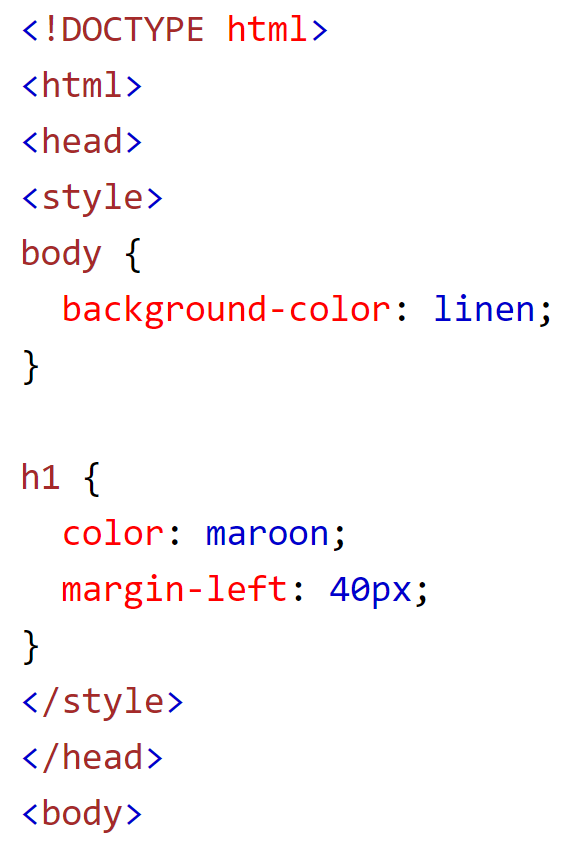 <!DOCTYPE html>
<html>
<head>
<style>
body {
  background-color: linen;
}

h1 {
  color: maroon;
  margin-left: 40px;
}
</style>
</head>
<body>